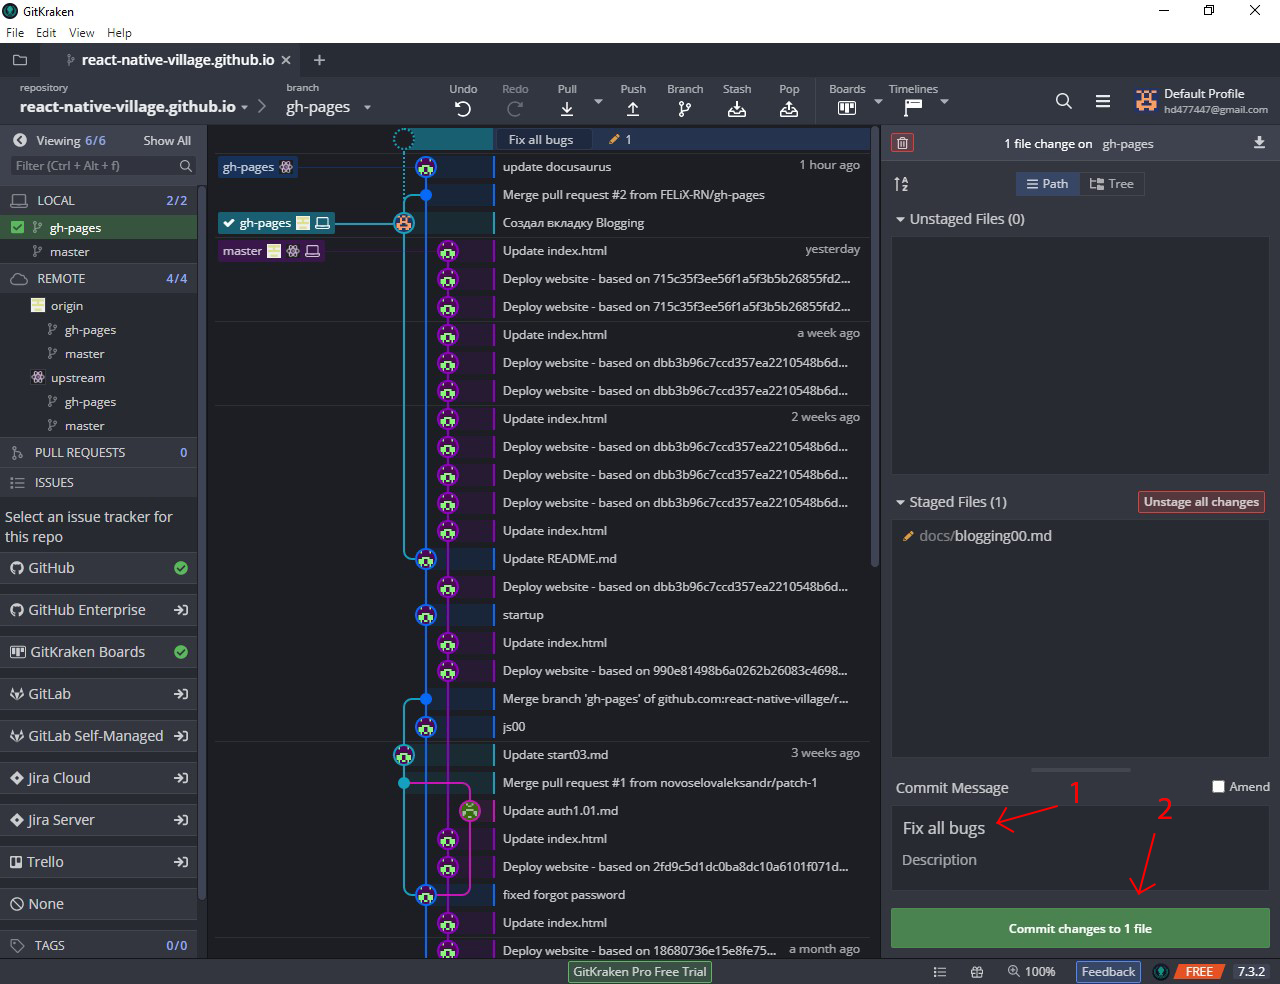 GitKraken
File Edit View Help
react-native-village.github.io
repository
react-native-village.github.io
branch
gh-pages
Undo
Redo
Pull
Push
Branch
Stash
Pop
Boards
Timelines
Default Profile
hd477447@gmail.com
Viewing 6/6 Show All
Filter (Ctrl + Alt + f)
LOCAL 2/2
gh-pages
master
REMOTE 4/4
origin
gh-pages
master
upstream
gh-pages
master
PULL REQUESTS 0
ISSUES
Select an issue tracker for
this repo
GitHub
GitHub Enterprise
GitKraken Boards
GitLab
GitLab Self-Managed
Jira Cloud
Jira Server
Trello
None
TAGS 0/0
Fix all bugs 1
gh-pages update docusaurus 1 hour ago
Merge pull request #2 from FELiX-RN/gh-pages
gh-pages Создал вкладку Blogging
master Update index.html yesterday
Deploy website - based on 715c35f3ee56f1a5f3b5b26855fd2...
Deploy website - based on 715c35f3ee56f1a5f3b5b26855fd2...
Update index.html a week ago
Deploy website - based on dbb3b96c7ccd357ea2210548b6d...
Deploy website - based on dbb3b96c7ccd357ea2210548b6d...
Update index.html 2 weeks ago
Deploy website - based on dbb3b96c7ccd357ea2210548b6d...
Deploy website - based on dbb3b96c7ccd357ea2210548b6d...
Deploy website - based on dbb3b96c7ccd357ea2210548b6d...
Update index.html
Update README.md
Deploy website - based on dbb3b96c7ccd357ea2210548b6d...
startup
Update index.html
Deploy website - based on 990e81498b6a0262b26083c4698...
Merge branch 'gh-pages' of github.com:react-native-village/r...
js00
Update start03.md 3 weeks ago
Merge pull request #1 from novoselovaleksandr/patch-1
Update auth1.01.md
Update index.html
Deploy website - based on 2fd9c5d1dc0ba8dc10a6101f071d...
fixed forgot password
Update index.html
Deploy website - based on 18680736e15e8fe75... a month ago
1 file change on gh-pages
Path Tree
Unstaged Files (0)
Staged Files (1) Unstage all changes
docs/blogging00.md
Commit Message Amend
1
2
Fix all bugs
Description
Commit changes to 1 file
GitKraken Pro Free Trial
100%
Feedback
FREE
7.3.2